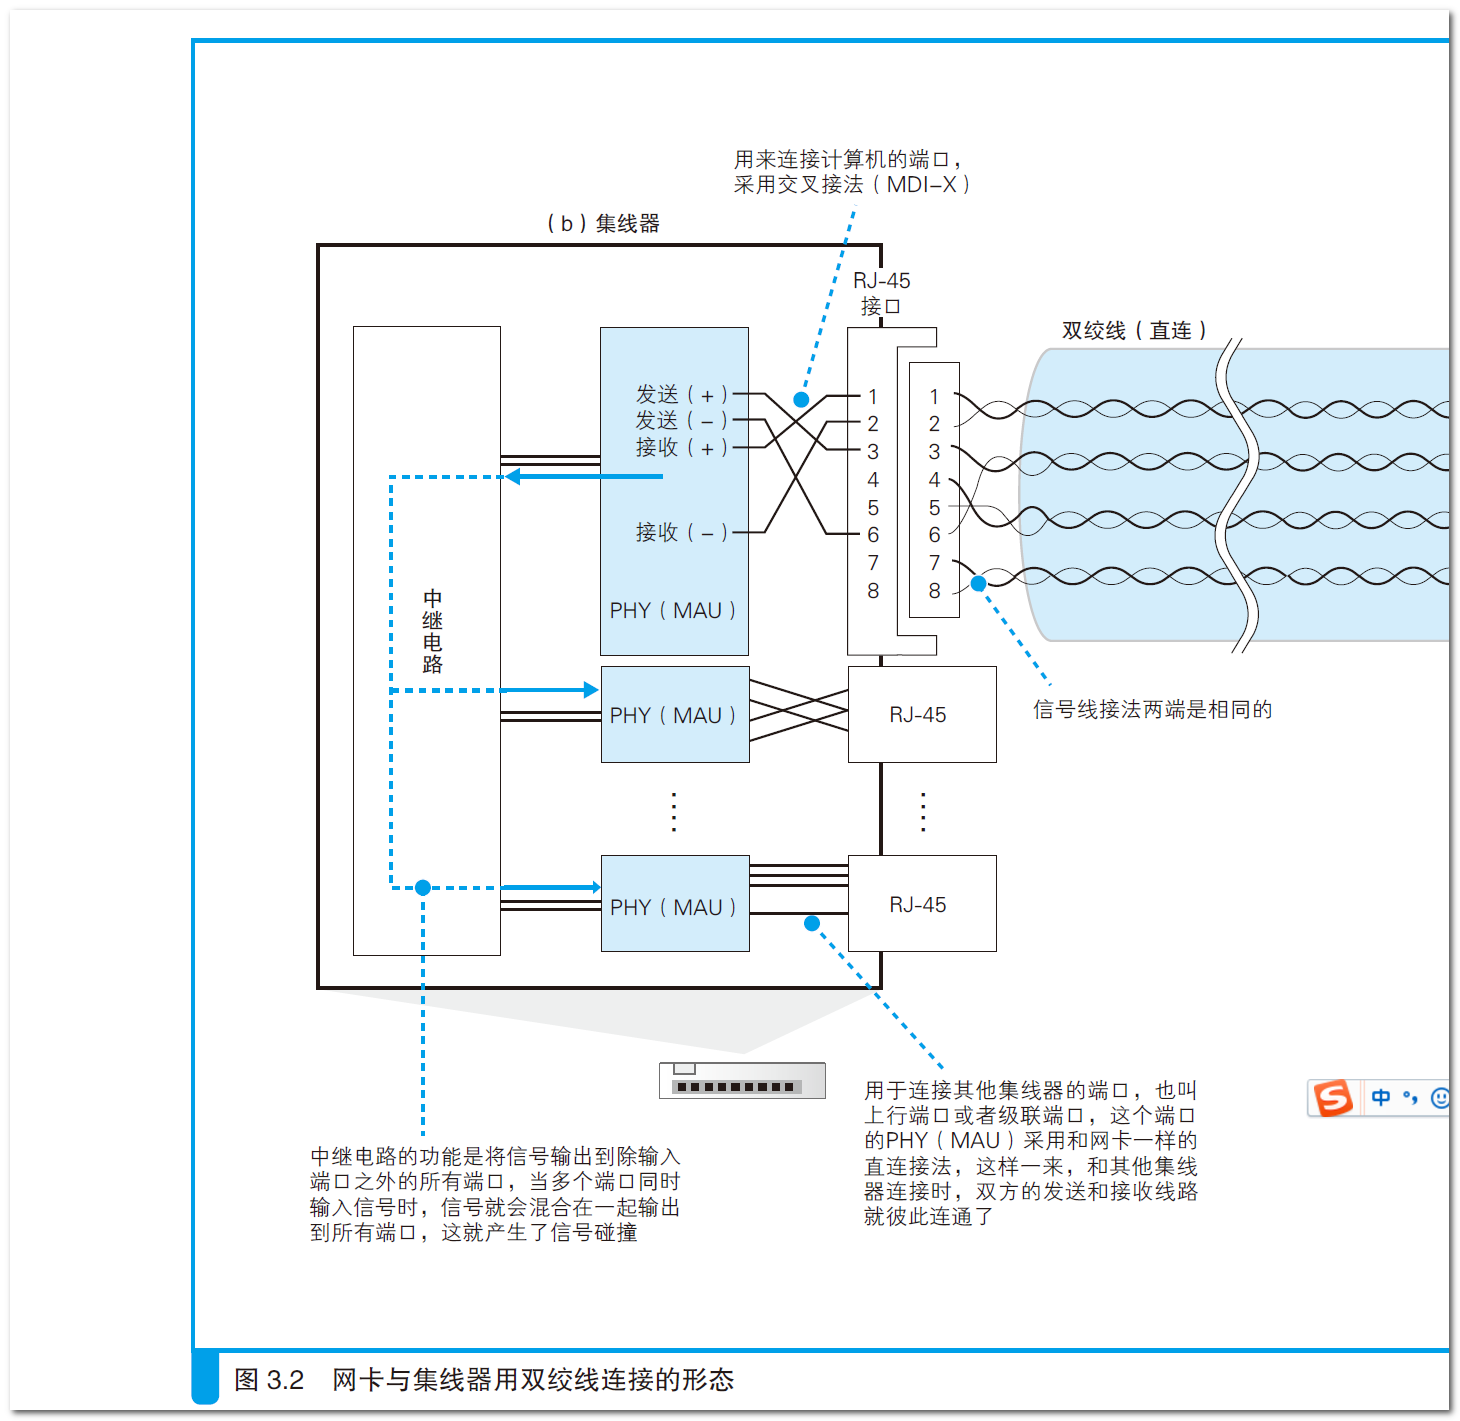 用来连接计算机的端口，
采用交叉接法（MDI-X）
（b）集线器
RJ-45
接口
双绞线（直连）
发送（+）
发送（-）
接收（+）
接收（-）
PHY（MAU）
1
2
3
4
5
6
7
8
1
2
3
4
5
6
7
8
中
继
电
路
信号线接法两端是相同的
PHY（MAU）
RJ-45
PHY（MAU）
RJ-45
用于连接其他集线器的端口，也叫
上行端口或者级联端口，这个端口
的PHY（MAU）采用和网卡一样的
直连接法，这样一来，和其他集线
器连接时，双方的发送和接收线路
就彼此连通了
中继电路的功能是将信号输出到除输入
端口之外的所有端口，当多个端口同时
输入信号时，信号就会混合在一起输出
到所有端口，这就产生了信号碰撞
S 中 °,
图 3.2 网卡与集线器用双绞线连接的形态